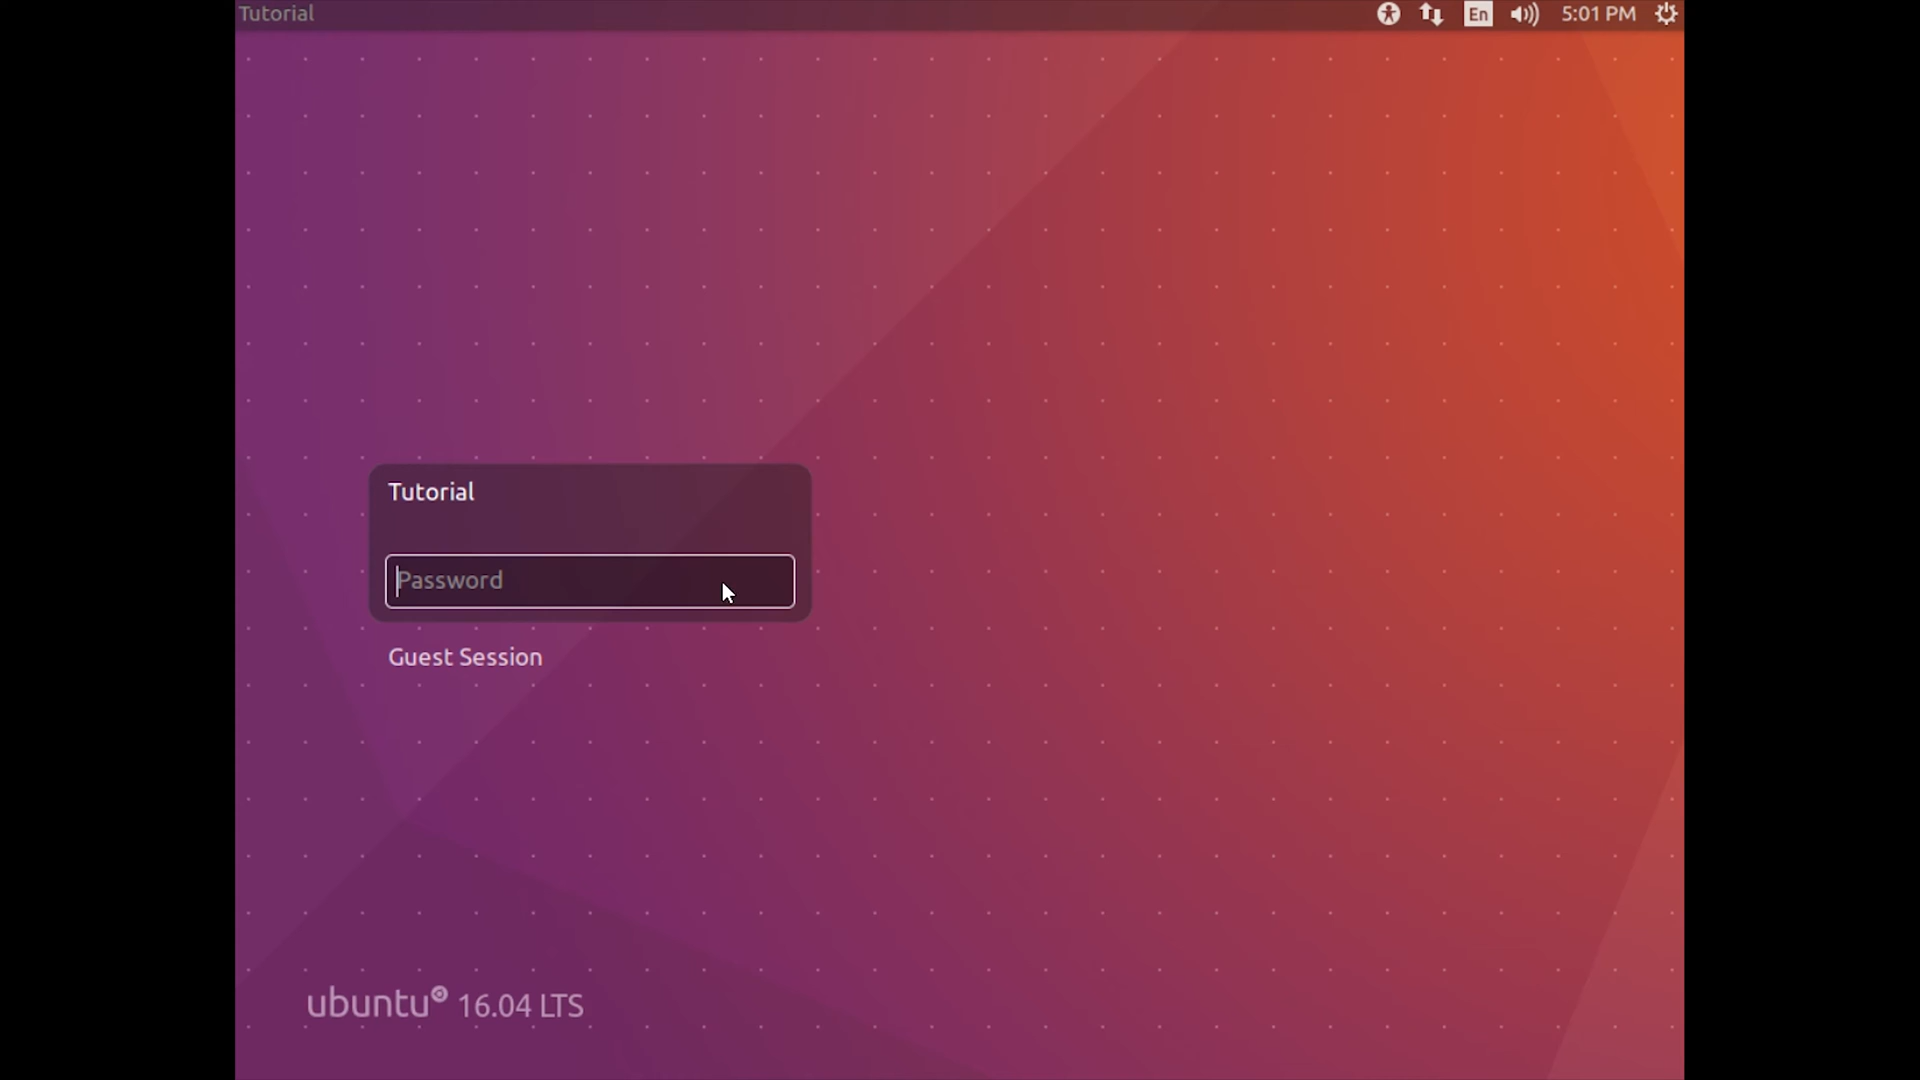 Tutorial
En
5:01 PM
Tutorial
Password
Guest Session
ubuntu 16.04 LTS